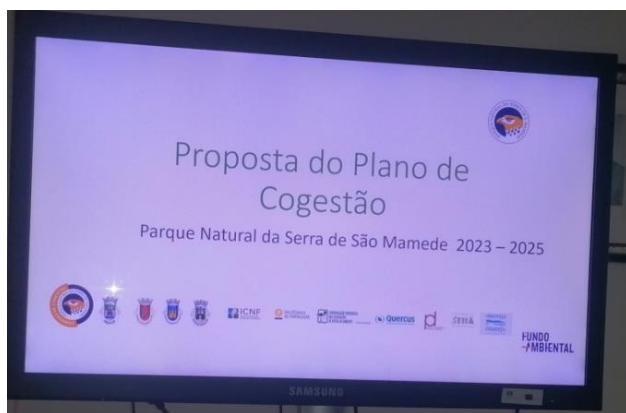 Proposta do Plano de
Cogestão
Parque Natural da Serra de São Mamede 2023 – 2025
ICNF
Quercus
FUNDO
AMBIENTAL
SAMSUNG